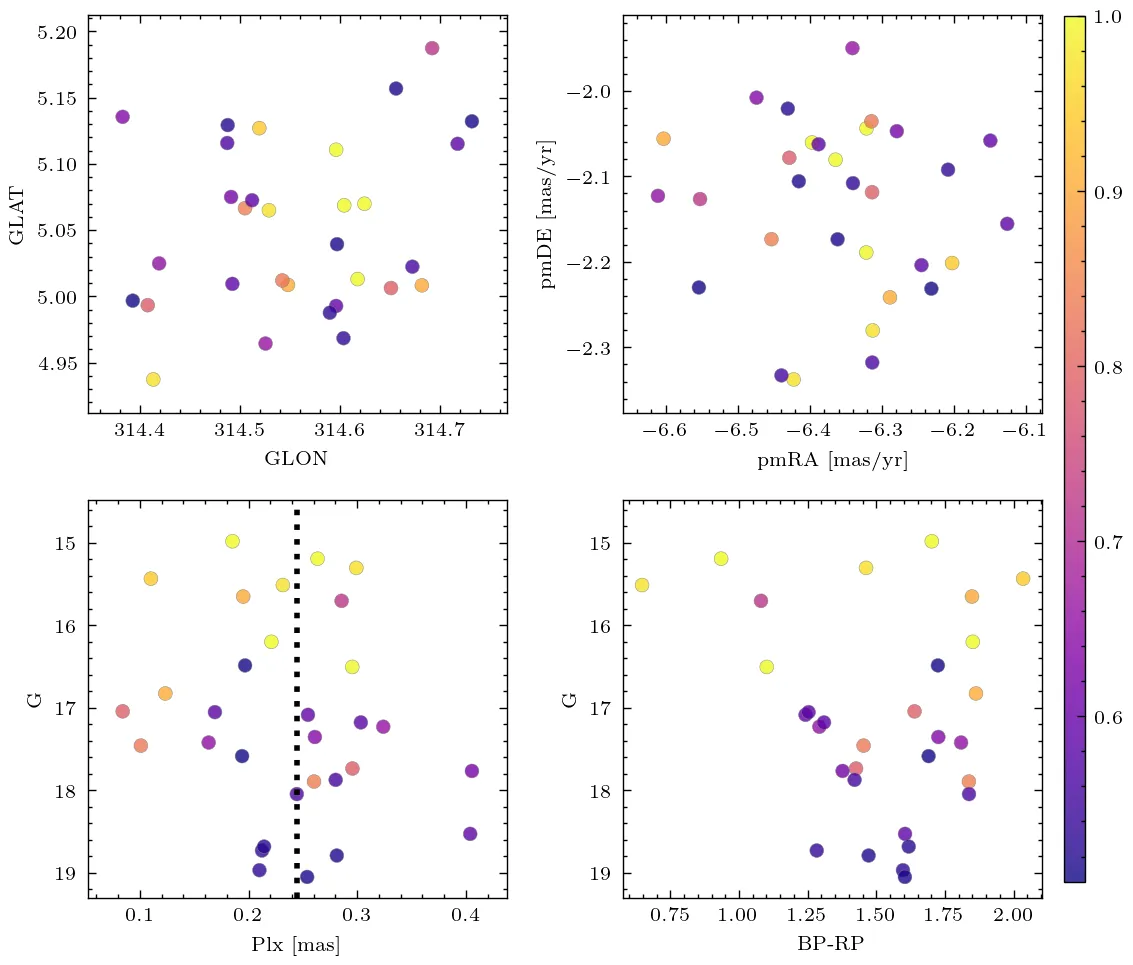 5.20
5.15
5.10
5.05
5.00
4.95
GLAT
314.4 314.5 314.6 314.7
GLON
−2.0
−2.1
−2.2
−2.3
pmDE [mas/yr]
−6.6 −6.5 −6.4 −6.3 −6.2 −6.1
pmRA [mas/yr]
1.0
0.9
0.8
0.7
0.6
15
16
17
18
19
G
0.1 0.2 0.3 0.4
Plx [mas]
15
16
17
18
19
G
0.75 1.00 1.25 1.50 1.75 2.00
BP-RP